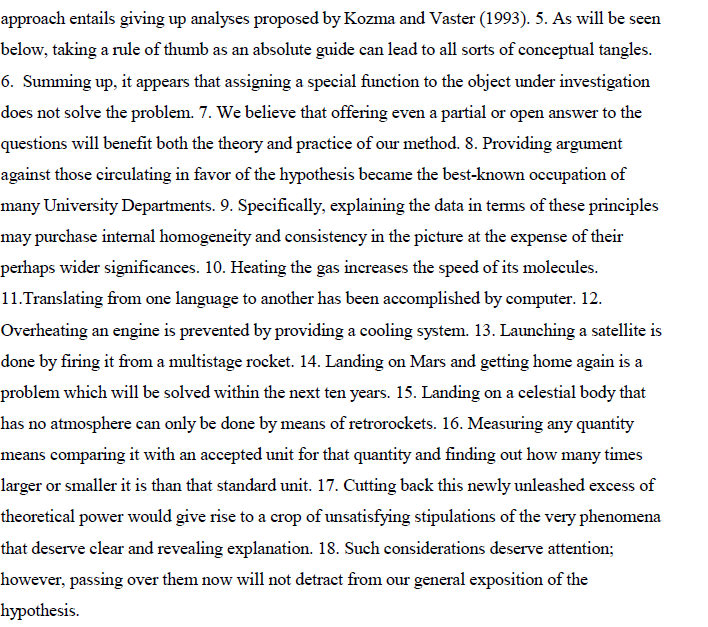 approach entails giving up analyses proposed by Kozma and Vaster (1993). 5. As will be seen
below, taking a rule of thumb as an absolute guide can lead to all sorts of conceptual tangles.
6.  Summing up, it appears that assigning a special function to the object under investigation
does not solve the problem. 7. We believe that offering even a partial or open answer to the
questions will benefit both the theory and practice of our method. 8. Providing argument
against those circulating in favor of the hypothesis became the best-known occupation of
many University Departments. 9. Specifically, explaining the data in terms of these principles
may purchase internal homogeneity and consistency in the picture at the expense of their
perhaps wider significances. 10. Heating the gas increases the speed of its molecules.
11.Translating from one language to another has been accomplished by computer. 12.
Overheating an engine is prevented by providing a cooling system. 13. Launching a satellite is
done by firing it from a multistage rocket. 14. Landing on Mars and getting home again is a
problem which will be solved within the next ten years. 15. Landing on a celestial body that
has no atmosphere can only be done by means of retrorockets. 16. Measuring any quantity
means comparing it with an accepted unit for that quantity and finding out how many times
larger or smaller it is than that standard unit. 17. Cutting back this newly unleashed excess of
theoretical power would give rise to a crop of unsatisfying stipulations of the very phenomena
that deserve clear and revealing explanation. 18. Such considerations deserve attention;
however, passing over them now will not detract from our general exposition of the
hypothesis.